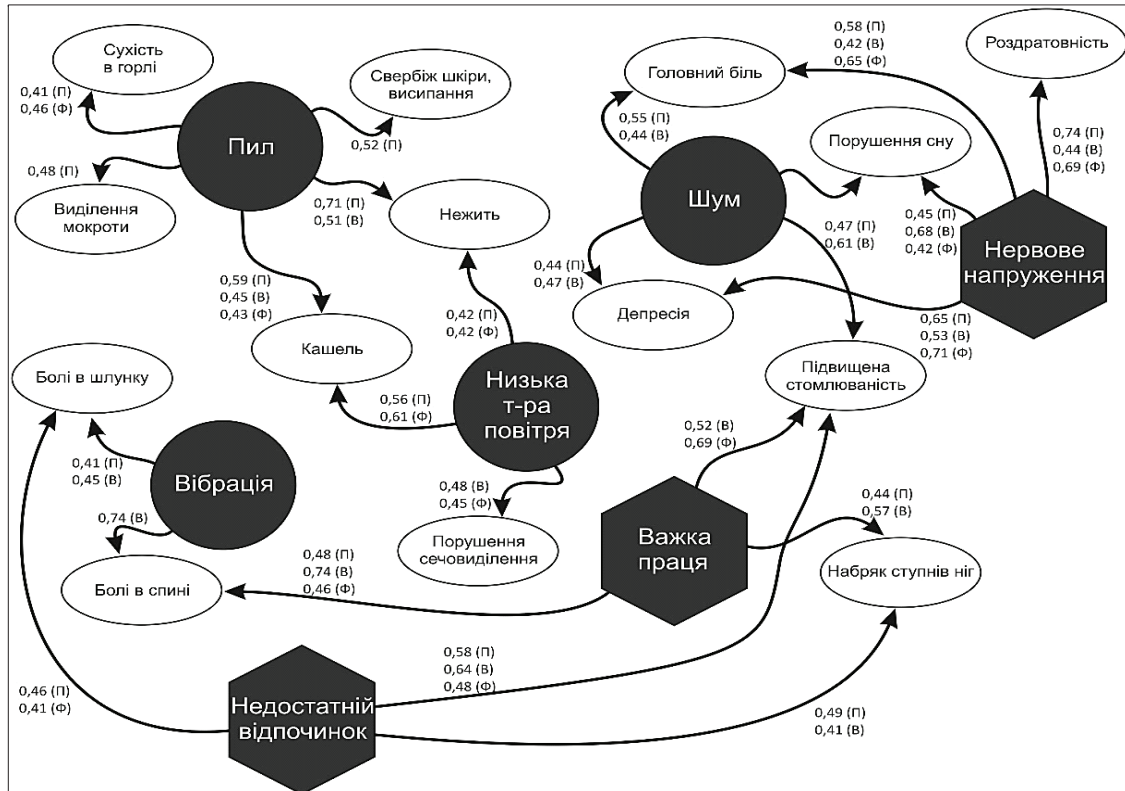 Сухість
в горлі
0,41 (П)
0,46 (Ф)
Свербіж шкіри,
висипання
0,52 (П)
Пил
0,48 (П)
Виділення
мокроти
0,71 (П)
0,51 (В)
Нежить
0,59 (П)
0,45 (В)
0,43 (Ф)
Кашель
0,42 (П)
0,42 (Ф)
0,58 (П)
0,42 (В)
0,65 (Ф)
Роздратовність
Головний біль
0,55 (П)
0,44 (В)
Порушення сну
0,74 (П)
0,44 (В)
0,69 (Ф)
Шум
0,47 (П)
0,61 (В)
0,45 (П)
0,68 (В)
0,42 (Ф)
Нервове
напруження
0,44 (П)
0,47 (В)
Депресія
0,65 (П)
0,53 (В)
0,71 (Ф)
Підвищена
стомлюваність
Болі в шлунку
0,56 (П)
0,61 (Ф)
Низька
т-ра
повітря
0,41 (П)
0,45 (В)
Вібрація
0,74 (В)
0,48 (В)
0,45 (Ф)
Порушення
сечовиділення
0,52 (В)
0,69 (Ф)
Важка
праця
0,44 (П)
0,57 (В)
Набряк ступнів ніг
Болі в спині
0,48 (П)
0,74 (В)
0,46 (Ф)
0,58 (П)
0,64 (В)
0,48 (Ф)
0,46 (П)
0,41 (Ф)
Недостатній
відпочинок
0,49 (П)
0,41 (В)